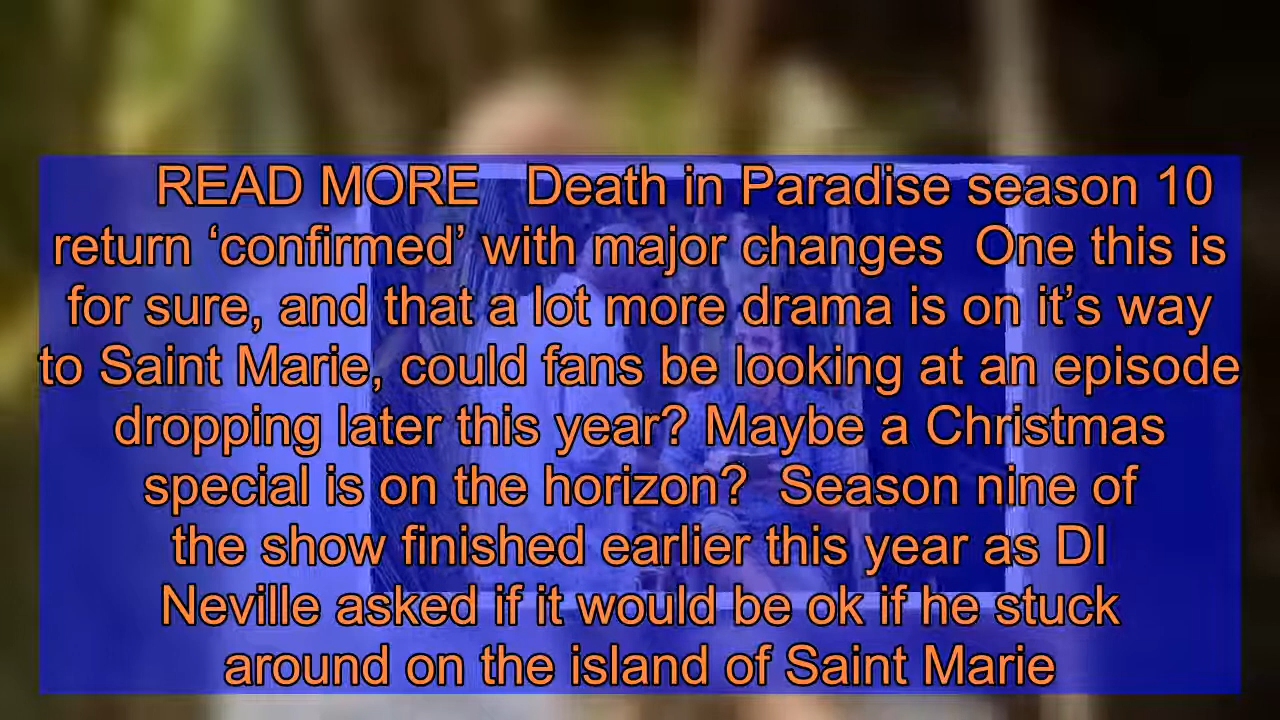 READ MORE   Death in Paradise season 10
return ‘confirmed’ with major changes  One this is
for sure, and that a lot more drama is on it’s way
to Saint Marie, could fans be looking at an episode
dropping later this year? Maybe a Christmas
special is on the horizon?  Season nine of
the show finished earlier this year as DI
Neville asked if it would be ok if he stuck
around on the island of Saint Marie